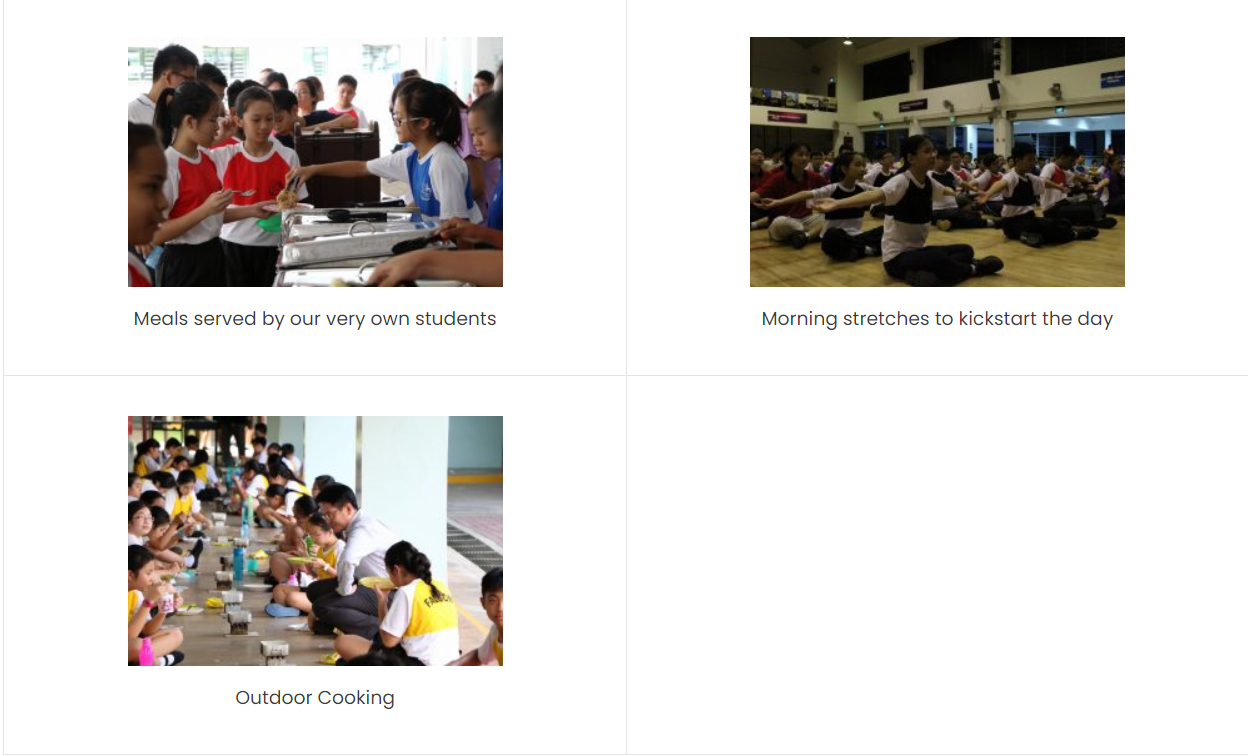 Meals served by our very own students
Morning stretches to kickstart the day
Outdoor Cooking